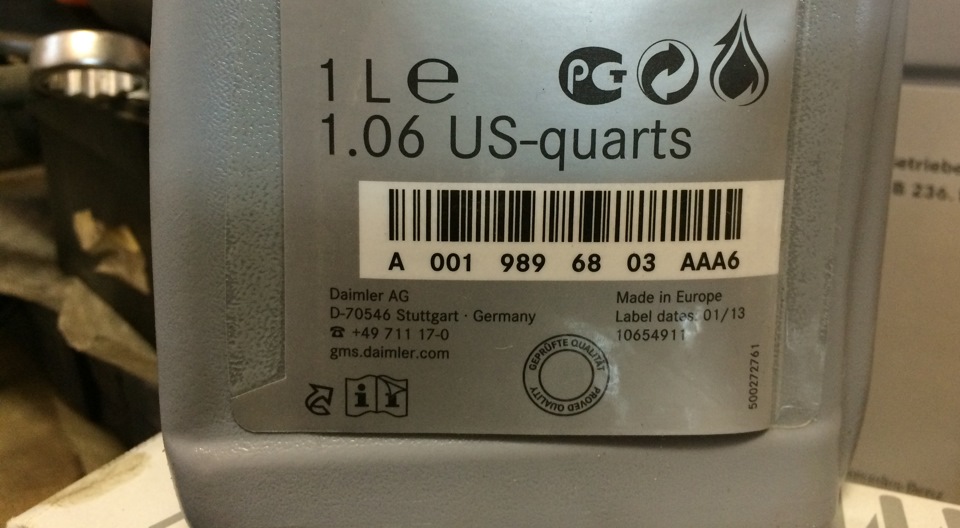 1 L e
1.06 US-quarts
A 001 989 68 03 AAA6
Daimler AG
D-70546 Stuttgart · Germany
☎ +49 711 17-0
gms.daimler.com
Made in Europe
Label dates: 01/13
10654911
GEPRÜFTE QUALITÄT
PROVED QUALITY
500272761
236.